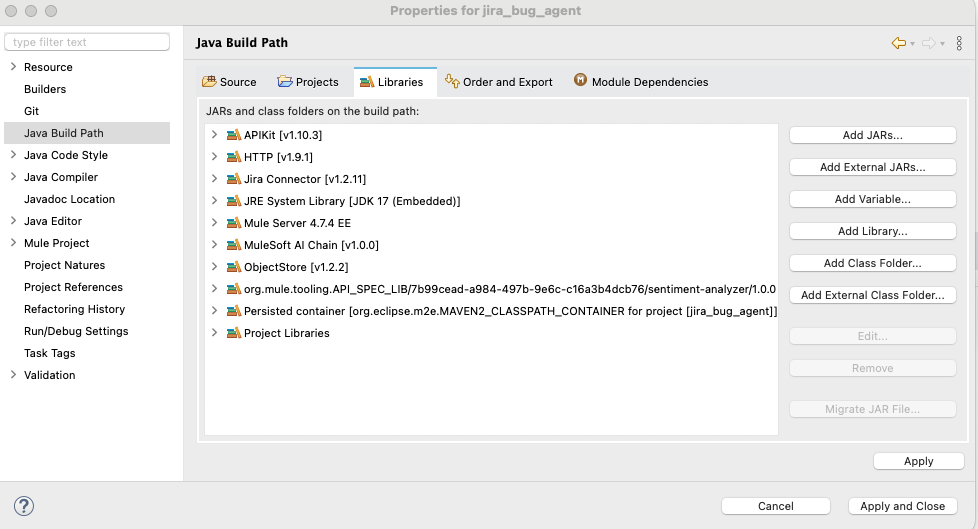 Properties for jira_bug_agent
type filter text
Resource
Builders
Git
Java Build Path
Java Code Style
Java Compiler
Javadoc Location
Java Editor
Mule Project
Project Natures
Project References
Refactoring History
Run/Debug Settings
Task Tags
Validation
Java Build Path
Source Projects Libraries Order and Export M Module Dependencies
JARs and class folders on the build path:
APIKit [v1.10.3]
HTTP [v1.9.1]
Jira Connector [v1.2.11]
JRE System Library [JDK 17 (Embedded)]
Mule Server 4.7.4 EE
MuleSoft AI Chain [v1.0.0]
ObjectStore [v1.2.2]
org.mule.tooling.API_SPEC_LIB/7b99cead-a984-497b-9e6c-c16a3b4dcb76/sentiment-analyzer/1.0.0
Persisted container [org.eclipse.m2e.MAVEN2_CLASSPATH_CONTAINER for project [jira_bug_agent]]
Project Libraries
Add JARs...
Add External JARs...
Add Variable...
Add Library...
Add Class Folder...
Add External Class Folder...
Edit...
Remove
Migrate JAR File...
Apply
?
Cancel
Apply and Close